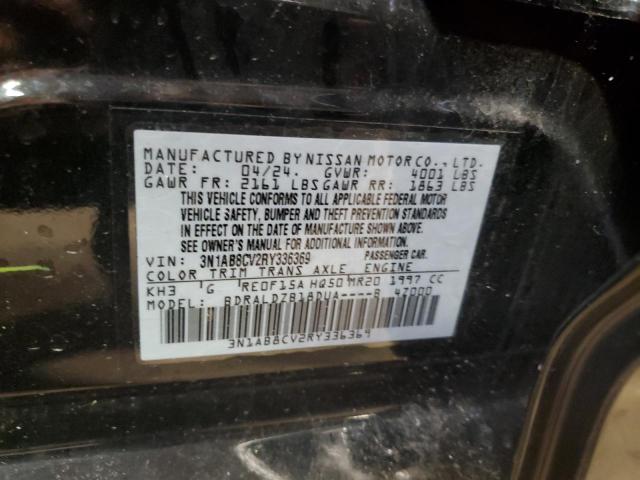 MANUFACTURED BY NISSAN MOTOR CO., LTD.
DATE: 04/24. GVWR: 4001 LBS
GAWR FR: 2161 LBS GAWR RR: 1863 LBS
THIS VEHICLE CONFORMS TO ALL APPLICABLE FEDERAL MOTOR
VEHICLE SAFETY, BUMPER AND THEFT PREVENTION STANDARDS
IN EFFECT ON THE DATE OF MANUFACTURE SHOWN ABOVE.
SEE OWNER'S MANUAL FOR ADDITIONAL INFORMATION.
VIN: 3N1AB8CV2RY336369 PASSENGER CAR.
COLOR TRIM TRANS AXLE ENGINE
KH3 G RE0F15A HQ50 MR20 1997 CC
MODEL: BDRALDZB18DUA----B 4Z000
3N1AB8CV2RY336369